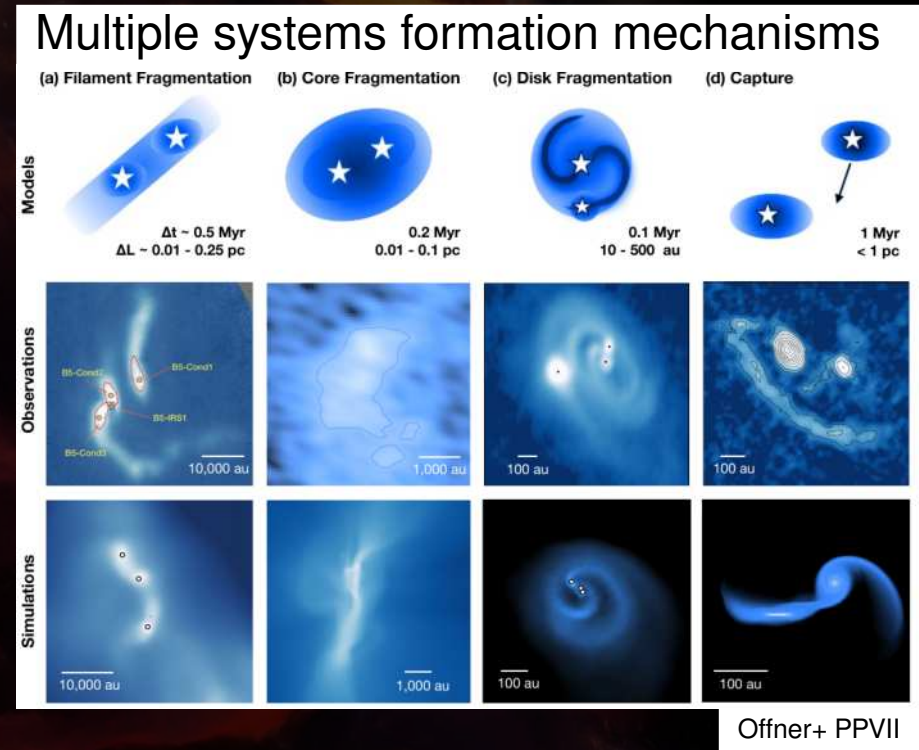 Multiple systems formation mechanisms
(a) Filament Fragmentation
(b) Core Fragmentation
(c) Disk Fragmentation
(d) Capture
Models
Δt ~ 0.5 Myr
ΔL ~ 0.01 - 0.25 pc
0.2 Myr
0.01 - 0.1 pc
0.1 Myr
10 - 500 au
1 Myr
< 1 pc
Observations
B5-Cond2
B5-Cond1
B5-IRS1
B5-Cond3
10,000 au
1,000 au
100 au
100 au
Simulations
10,000 au
1,000 au
100 au
100 au
Offner+ PPVII